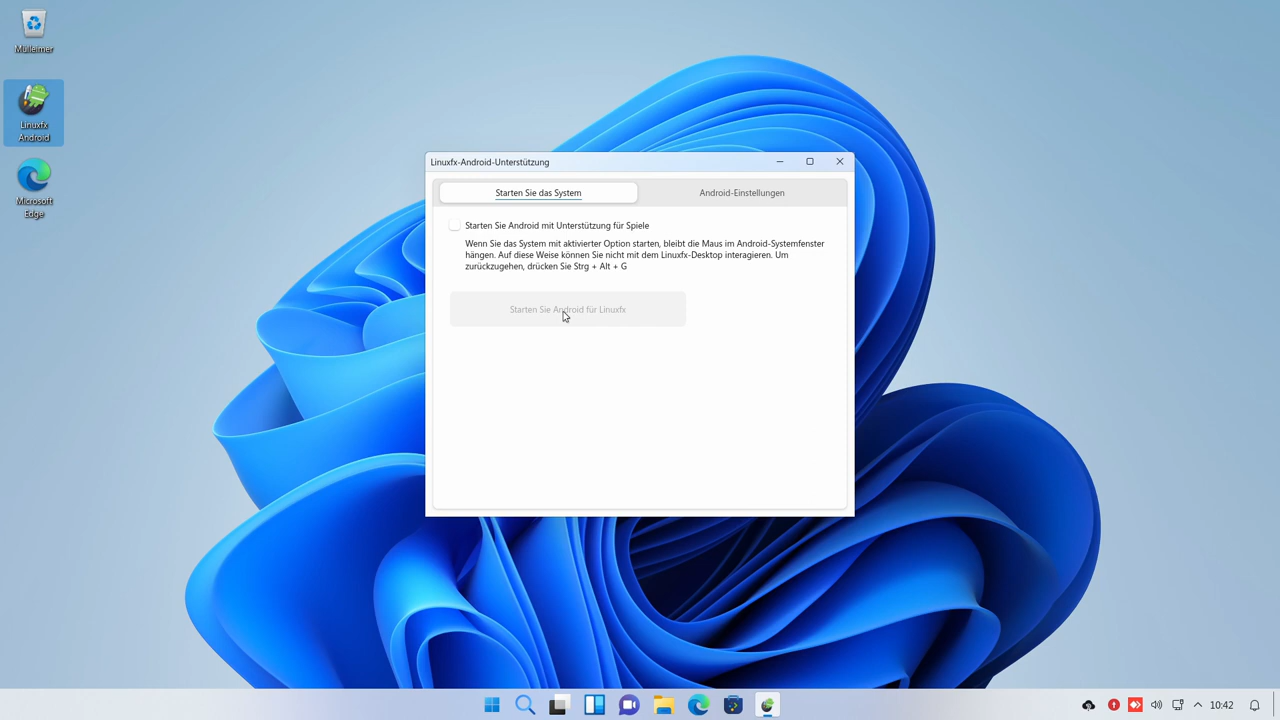 Mülleimer
Linuxfx
Android
Microsoft
Edge
Linuxfx-Android-Unterstützung
Starten Sie das System
Android-Einstellungen
Starten Sie Android mit Unterstützung für Spiele
Wenn Sie das System mit aktivierter Option starten, bleibt die Maus im Android-Systemfenster
hängen. Auf diese Weise können Sie nicht mit dem Linuxfx-Desktop interagieren. Um
zurückzugehen, drücken Sie Strg + Alt + G
Starten Sie Android für Linuxfx
10:42